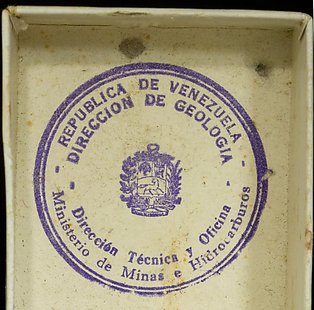 - REPUBLICA DE VENEZUELA -
DIRECCION DE GEOLOGIA
- Dirección Técnica y Oficina -
Ministerio de Minas e Hidrocarburos